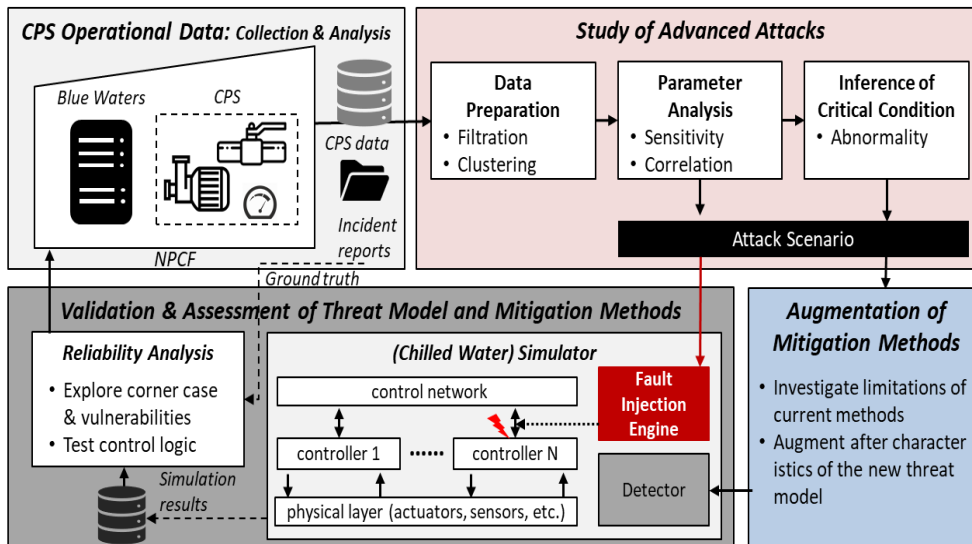 CPS Operational Data: Collection & Analysis
Blue Waters
CPS
CPS data
Incident
reports
NPCF
Ground truth
Study of Advanced Attacks
Data
Preparation
• Filtration
• Clustering
Parameter
Analysis
• Sensitivity
• Correlation
Inference of
Critical Condition
• Abnormality
Attack Scenario
Validation & Assessment of Threat Model and Mitigation Methods
Reliability Analysis
• Explore corner case
& vulnerabilities
• Test control logic
Simulation
results
(Chilled Water) Simulator
control network
controller 1
......
controller N
physical layer (actuators, sensors, etc.)
Fault
Injection
Engine
Detector
Augmentation of
Mitigation Methods
• Investigate limitations of
current methods
• Augment after character
istics of the new threat
model